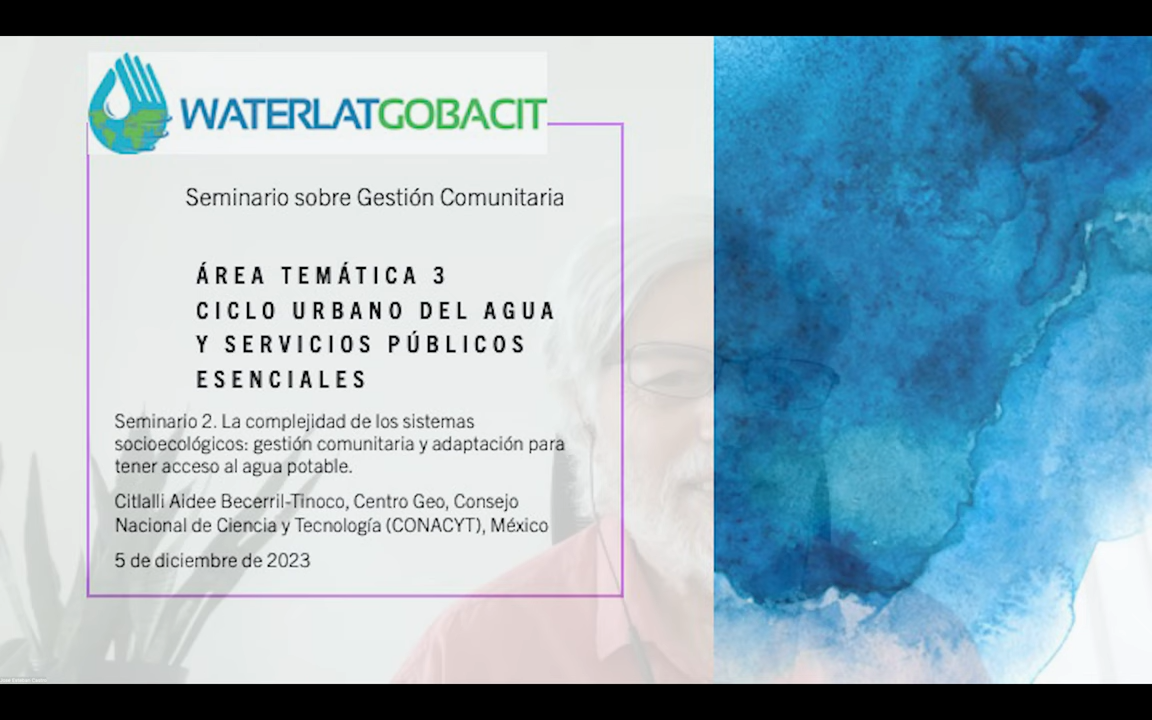 WATERLATGOBACIT
Seminario sobre Gestión Comunitaria
ÁREA TEMÁTICA 3
CICLO URBANO DEL AGUA
Y SERVICIOS PÚBLICOS
ESENCIALES
Seminario 2. La complejidad de los sistemas
socioecológicos: gestión comunitaria y adaptación para
tener acceso al agua potable.
Citlalli Aidee Becerril-Tinoco, Centro Geo, Consejo
Nacional de Ciencia y Tecnología (CONACYT), México
5 de diciembre de 2023